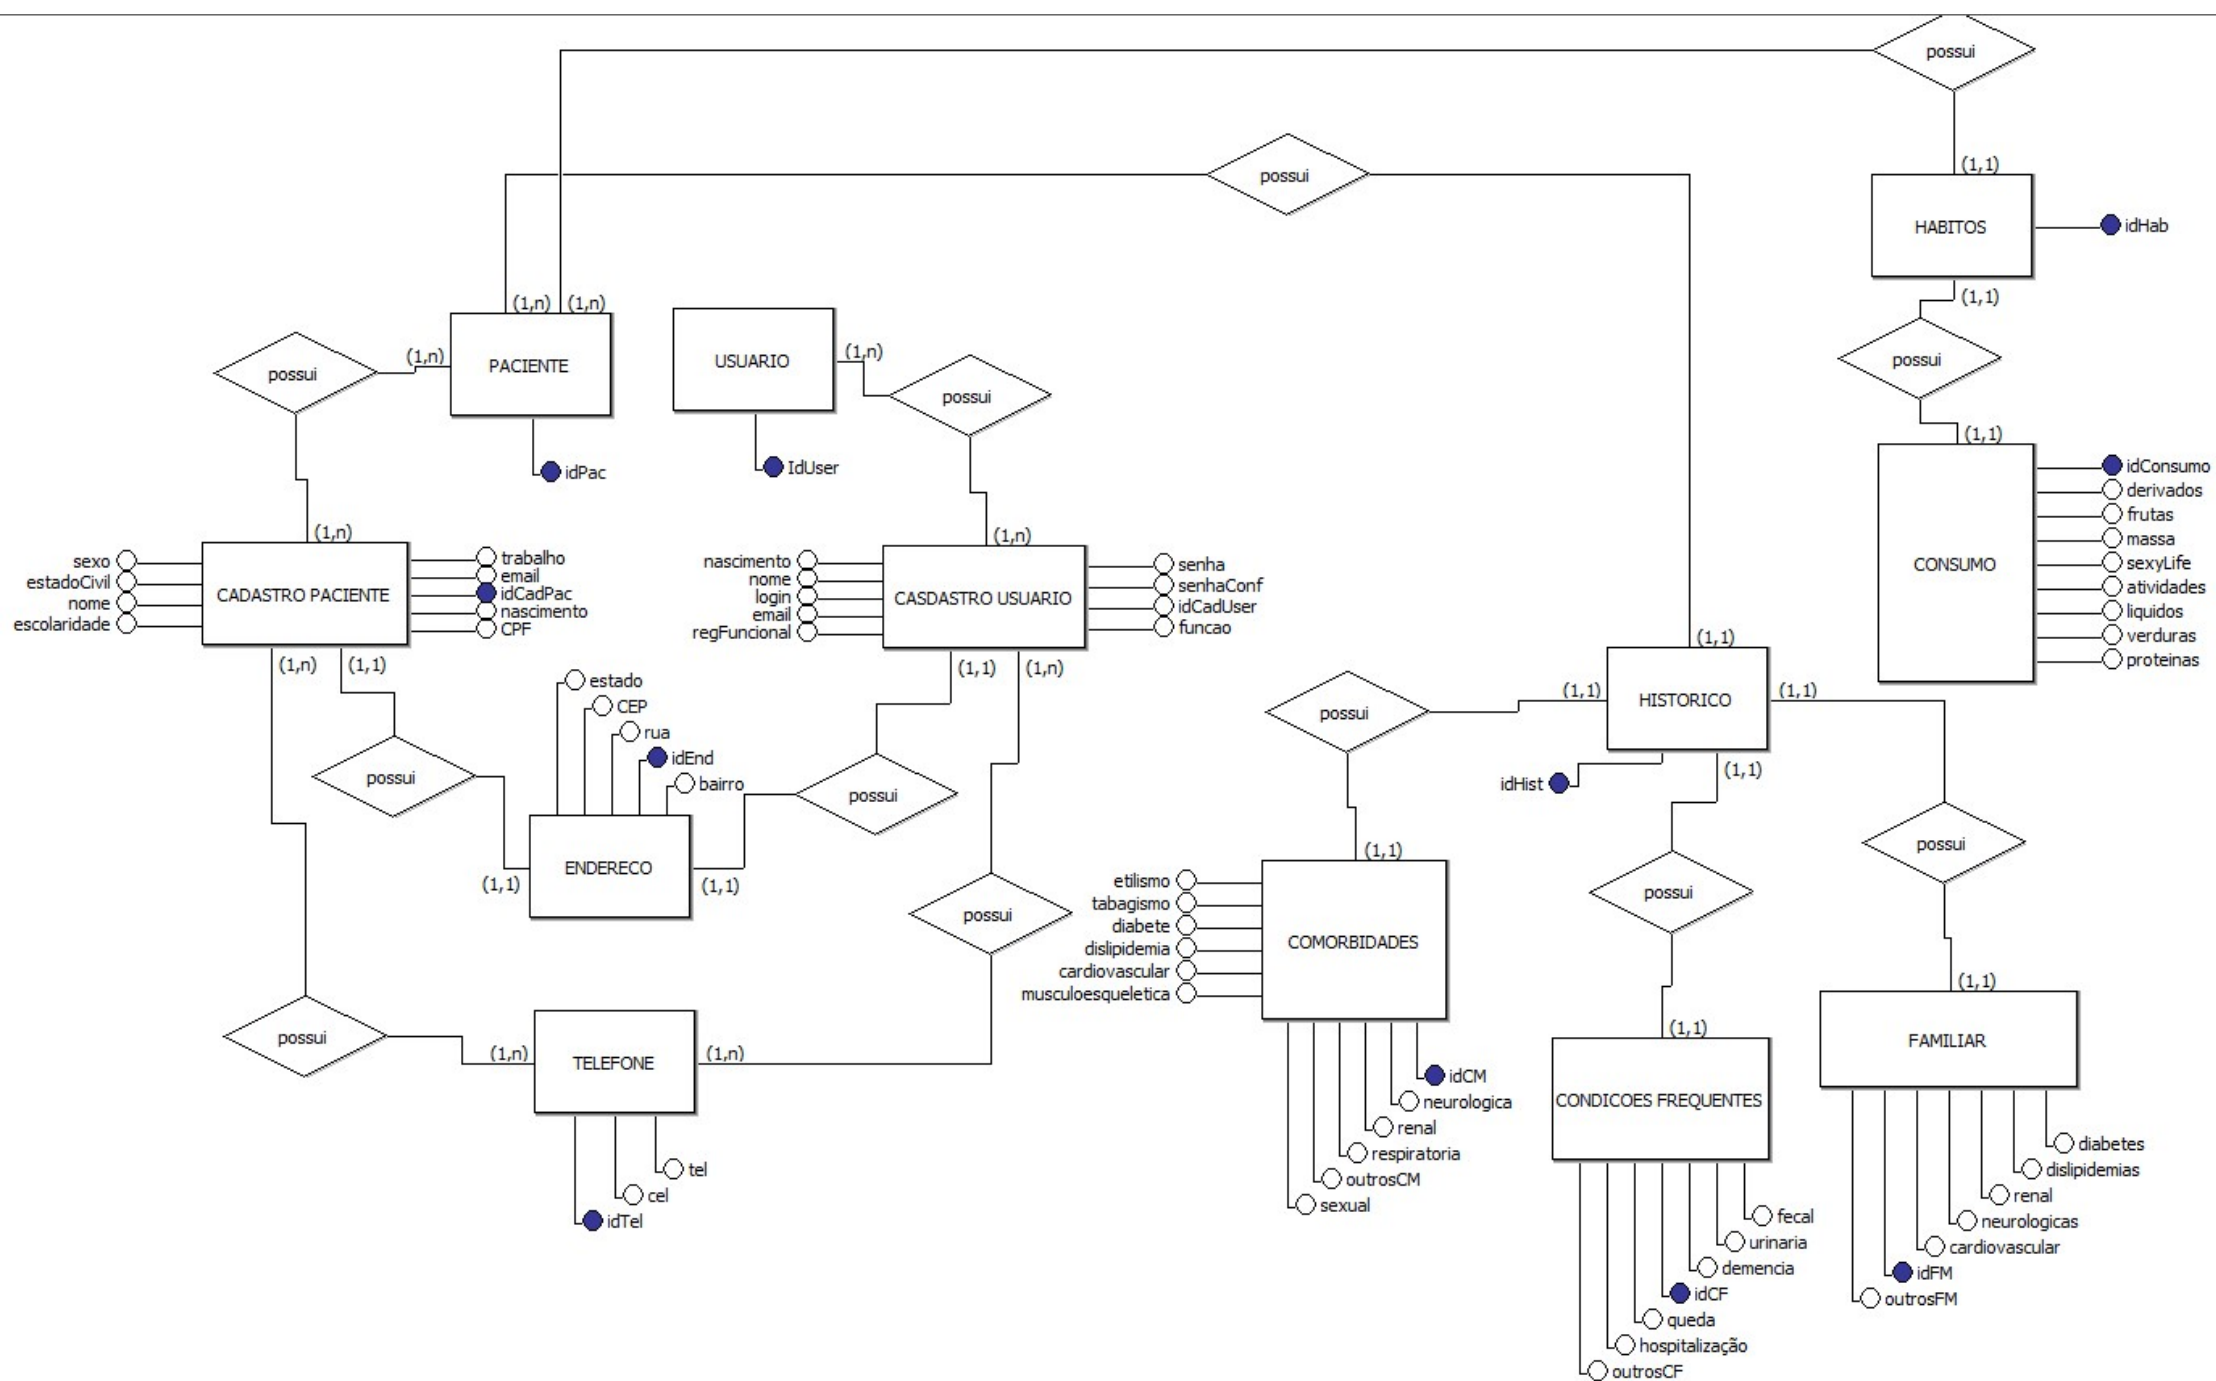 possui
(1,1)
HABITOS
idHab
(1,1)
possui
(1,1)
CONSUMO
idConsumo
derivados
frutas
massa
sexyLife
atividades
liquidos
verduras
proteinas
possui
(1,n) (1,n)
PACIENTE
idPac
(1,n)
possui
(1,n)
USUARIO
IdUser
(1,n)
possui
(1,n)
CADASTRO PACIENTE
sexo
estadoCivil
nome
escolaridade
trabalho
email
idCadPac
nascimento
CPF
(1,n) (1,1)
CASDASTRO USUARIO
nascimento
nome
login
email
regFuncional
senha
senhaConf
idCadUser
funcao
(1,1) (1,n)
possui
possui
estado
CEP
rua
idEnd
bairro
ENDERECO
(1,1)
(1,1)
possui
possui
(1,n)
(1,n)
TELEFONE
tel
cel
idTel
(1,1)
HISTORICO
(1,1)
(1,1)
(1,1)
idHist
possui
(1,1)
COMORBIDADES
etilismo
tabagismo
diabete
dislipidemia
cardiovascular
musculoesqueletica
idCM
neurologica
renal
respiratoria
outrosCM
sexual
possui
(1,1)
CONDICOES FREQUENTES
fecal
urinaria
demencia
idCF
queda
hospitalização
outrosCF
possui
(1,1)
FAMILIAR
diabetes
dislipidemias
renal
neurologicas
cardiovascular
idFM
outrosFM